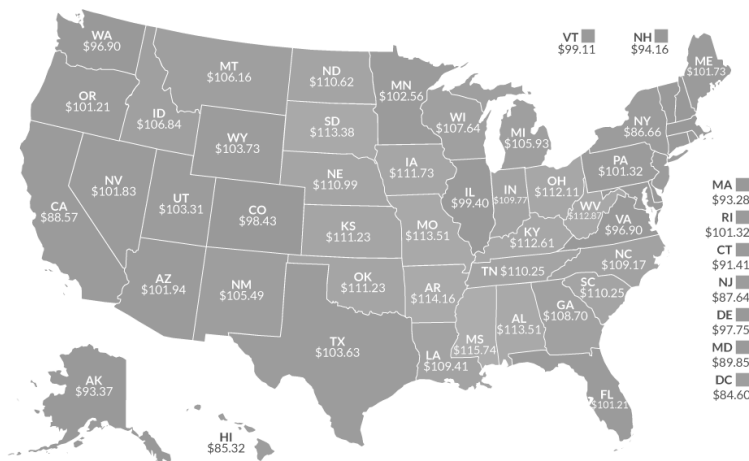 WA
$96.90
OR
$101.21
CA
$88.57
ID
$106.84
NV
$101.83
MT
$106.16
WY
$103.73
UT
$103.31
AZ
$101.94
CO
$98.43
NM
$105.49
ND
$110.62
SD
$113.38
NE
$110.99
KS
$111.23
OK
$111.23
TX
$103.63
MN
$102.56
IA
$111.73
MO
$113.51
AR
$114.16
LA
$109.41
WI
$107.64
IL
$99.40
MI
$105.93
IN
$109.77
OH
$112.11
KY
$112.61
TN $110.25
MS
$115.74
AL
$113.51
GA
$108.70
FL
$101.21
SC
$110.25
NC
$109.17
VA
$96.90
WV
$112.87
PA
$101.32
NY
$86.66
ME
$101.73
VT
$99.11
NH
$94.16
MA
$93.28
RI
$101.32
CT
$91.41
NJ
$87.64
DE
$97.75
MD
$89.85
DC
$84.60
AK
$93.37
HI
$85.32